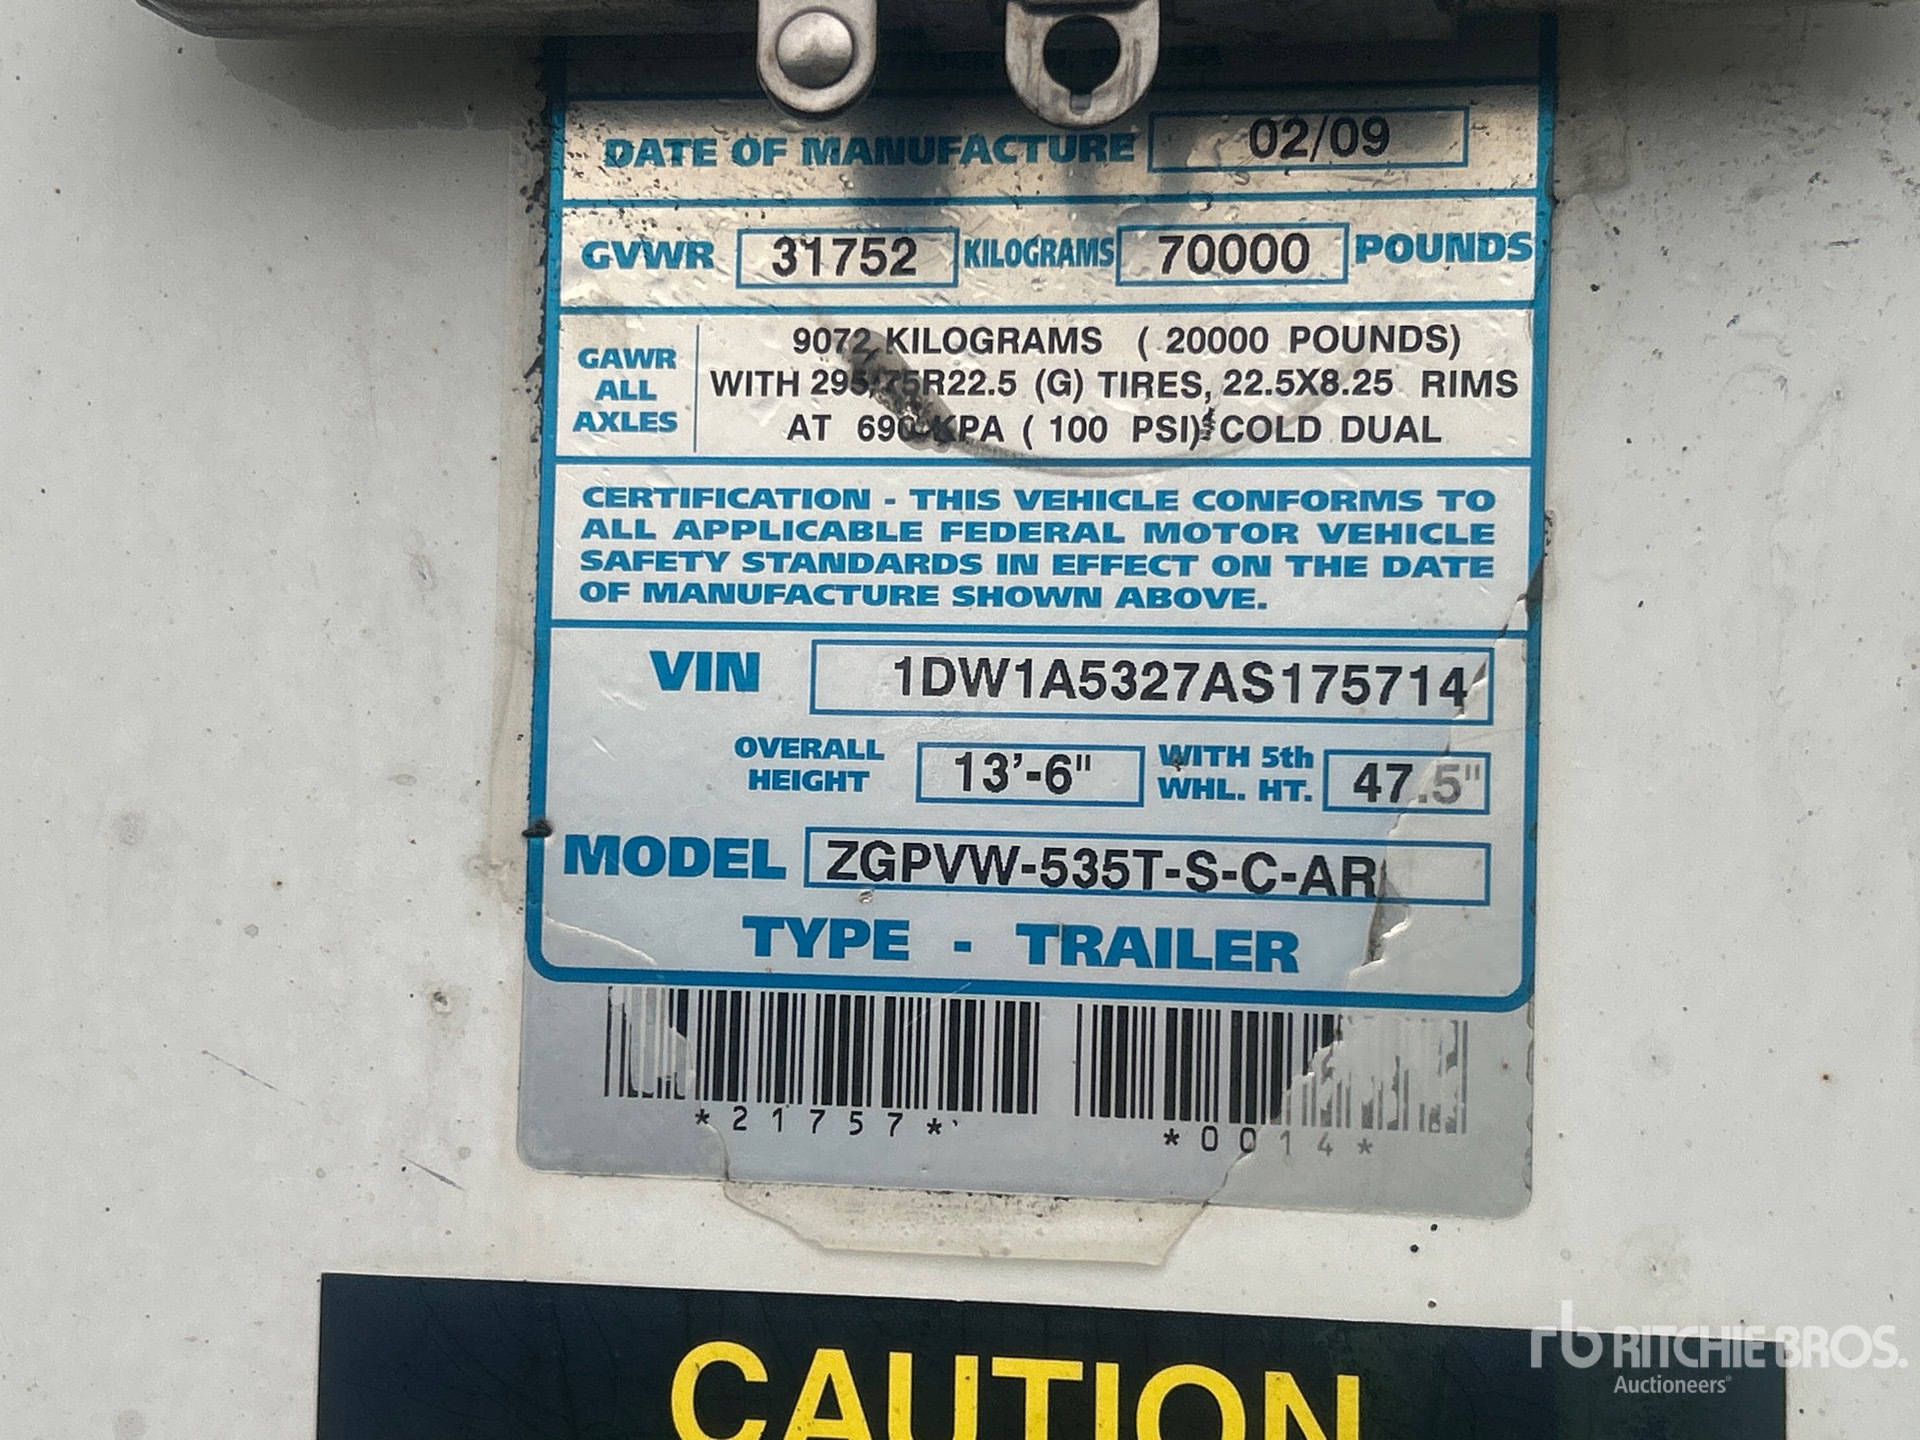 DATE OF MANUFACTURE 02/09
GVWR 31752 KILOGRAMS 70000 POUNDS
GAWR
ALL
AXLES
9072 KILOGRAMS ( 20000 POUNDS)
WITH 295/75R22.5 (G) TIRES, 22.5X8.25 RIMS
AT 690 KPA ( 100 PSI) COLD DUAL
CERTIFICATION - THIS VEHICLE CONFORMS TO
ALL APPLICABLE FEDERAL MOTOR VEHICLE
SAFETY STANDARDS IN EFFECT ON THE DATE
OF MANUFACTURE SHOWN ABOVE.
VIN 1DW1A5327AS175714
OVERALL
HEIGHT
13'-6"
WITH 5th
WHL. HT.
47.5"
MODEL ZGPVW-535T-S-C-AR
TYPE - TRAILER
*21757*
*0014*
CAUTION
rb RITCHIE BROS.
Auctioneers